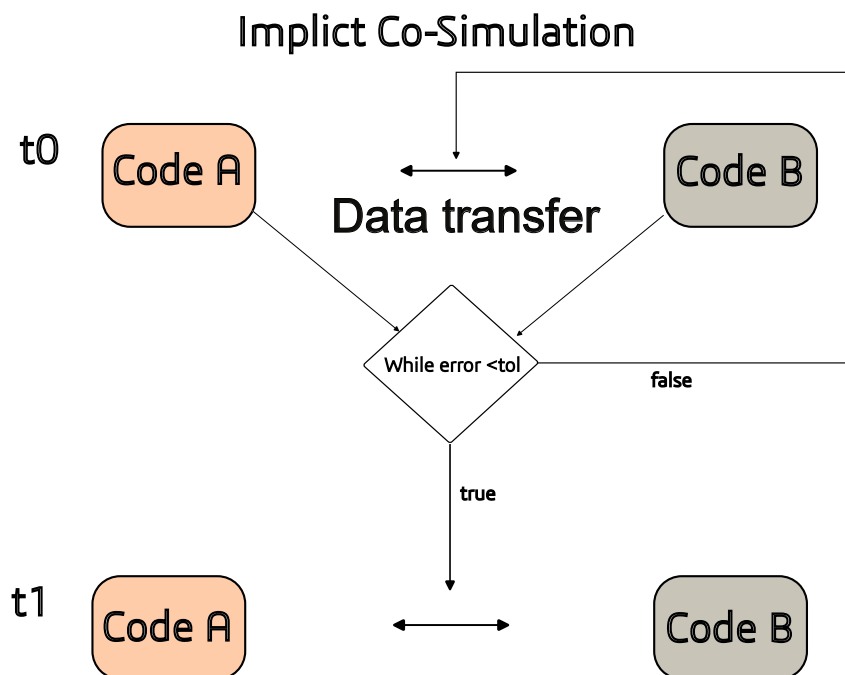 Implict Co-Simulation
t0
Code A
Code B
Data transfer
While error <tol
false
true
t1
Code A
Code B